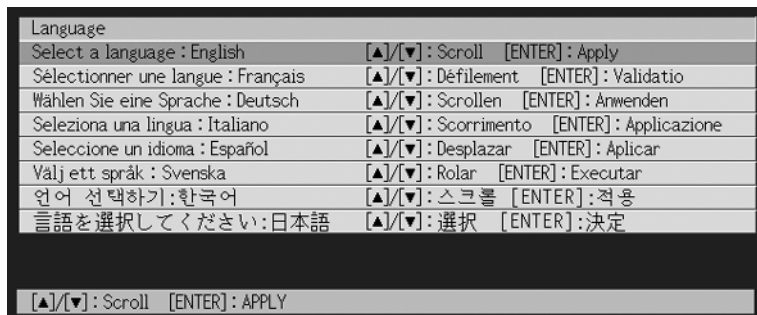 Language
Select a language : English [▲]/[▼] : Scroll [ENTER] : Apply
Sélectionner une langue : Français [▲]/[▼] : Défilement [ENTER] : Validatio
Wählen Sie eine Sprache : Deutsch [▲]/[▼] : Scrollen [ENTER] : Anwenden
Seleziona una lingua : Italiano [▲]/[▼] : Scorrimento [ENTER] : Applicazione
Seleccione un idioma : Español [▲]/[▼] : Desplazar [ENTER] : Aplicar
Välj ett språk : Svenska [▲]/[▼] : Rolar [ENTER] : Executar
언어 선택하기:한국어 [▲]/[▼] : 스크롤 [ENTER] :적용
言語を選択してください:日本語 [▲]/[▼] : 選択 [ENTER] :決定
[▲]/[▼] : Scroll [ENTER] : APPLY